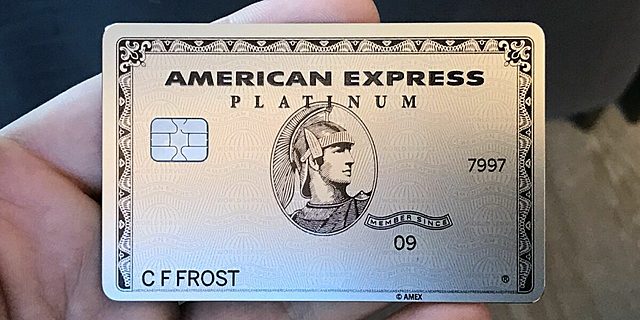 AMERICAN EXPRESS
PLATINUM
7997
MEMBER SINCE
09
C F FROST
®
© AMEX